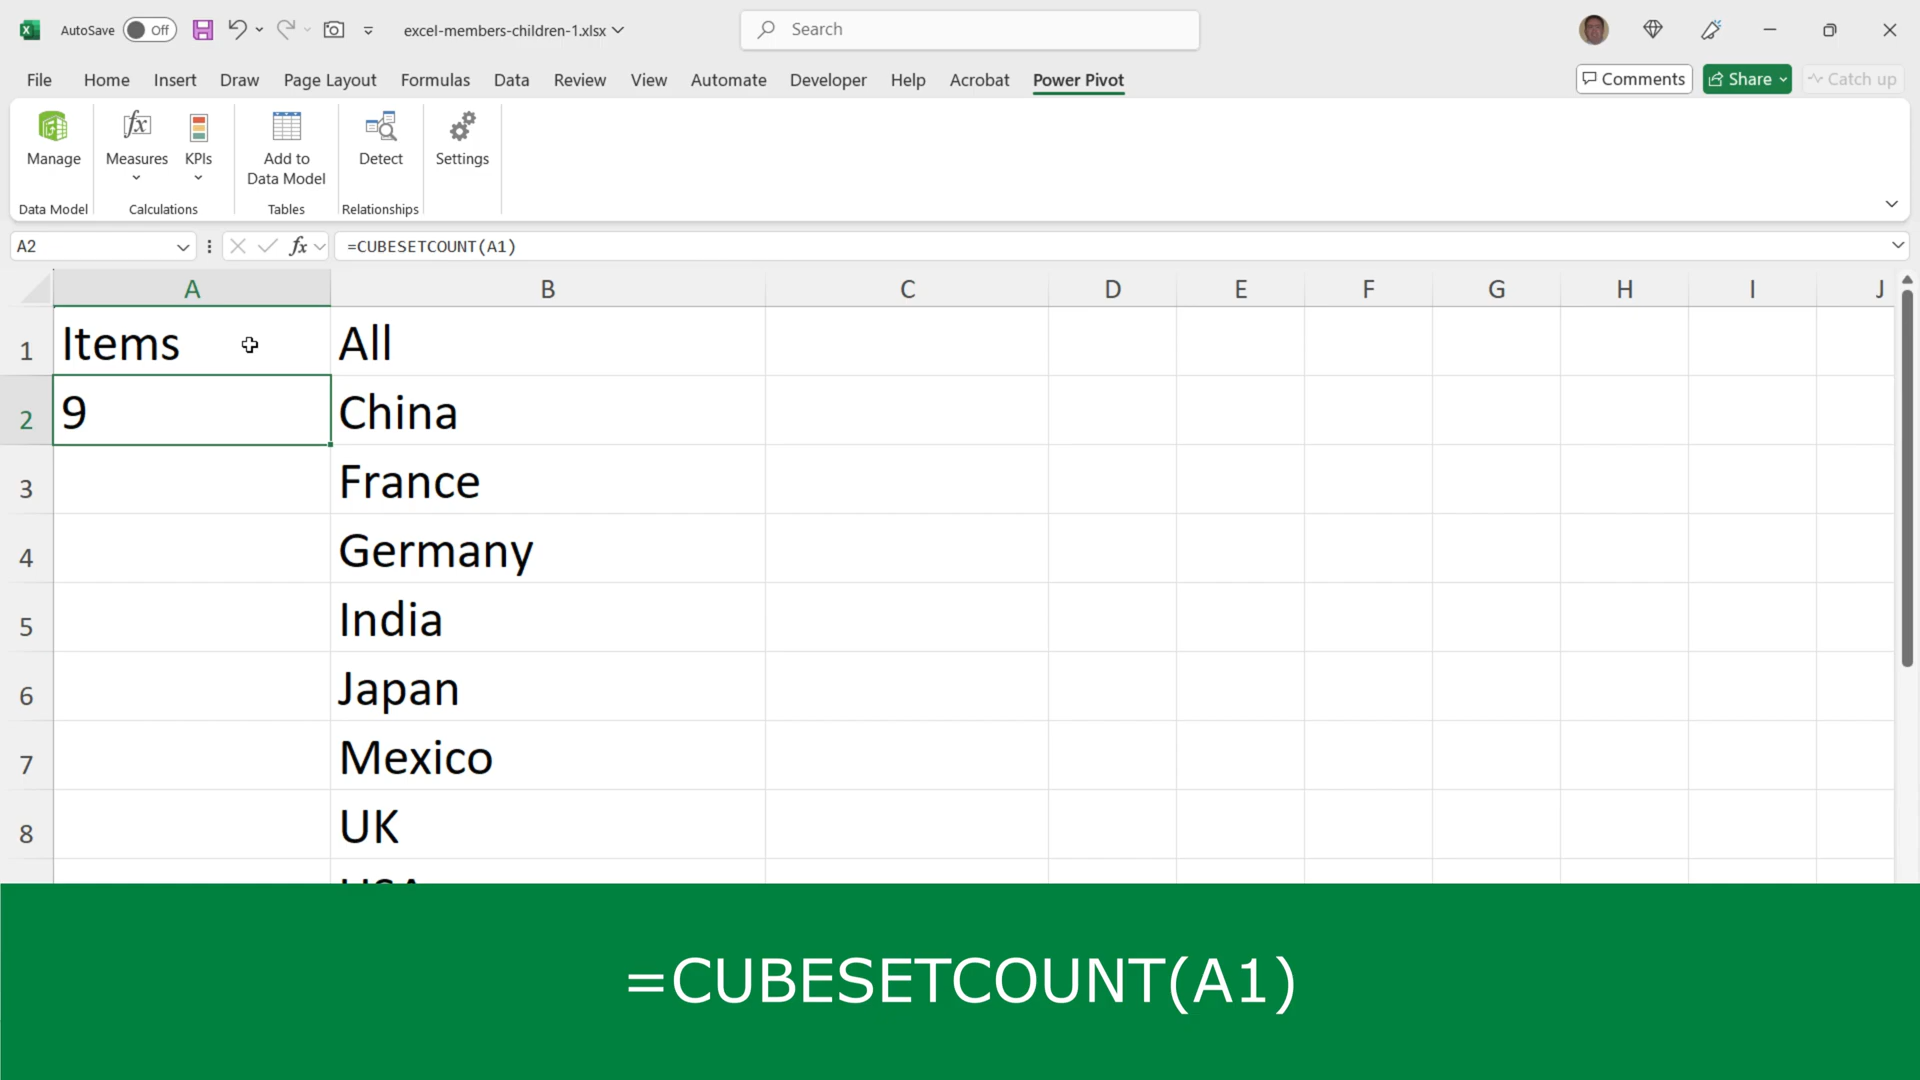 AutoSave Off excel-members-children-1.xlsx Search
File Home Insert Draw Page Layout Formulas Data Review View Automate Developer Help Acrobat Power Pivot Comments Share Catch up
Manage Measures KPIs Add to Data Model Detect Settings
Data Model Calculations Tables Relationships
A2 fx =CUBESETCOUNT(A1)
A B C D E F G H I J
1 Items All
2 9 China
3 France
4 Germany
5 India
6 Japan
7 Mexico
8 UK
=CUBESETCOUNT(A1)